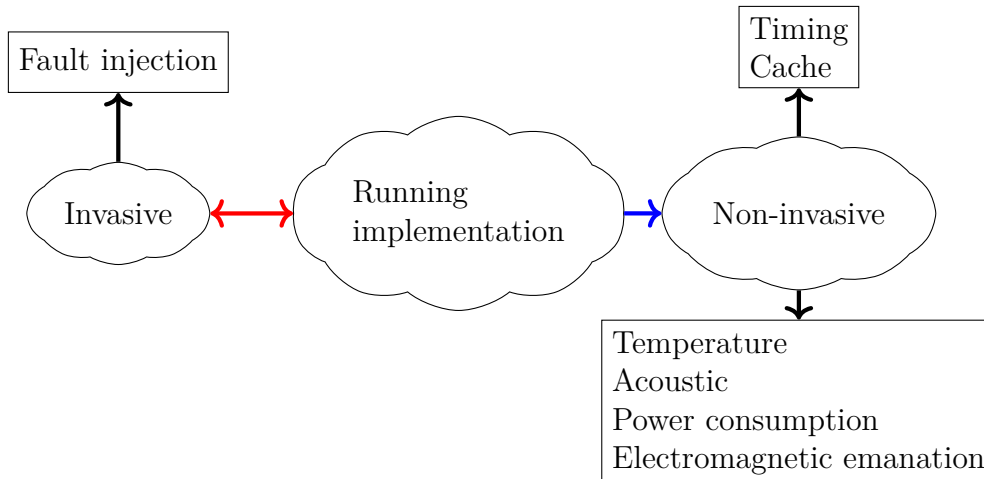 Fault injection
Timing
Cache
Invasive
Running
implementation
Non-invasive
Temperature
Acoustic
Power consumption
Electromagnetic emanation